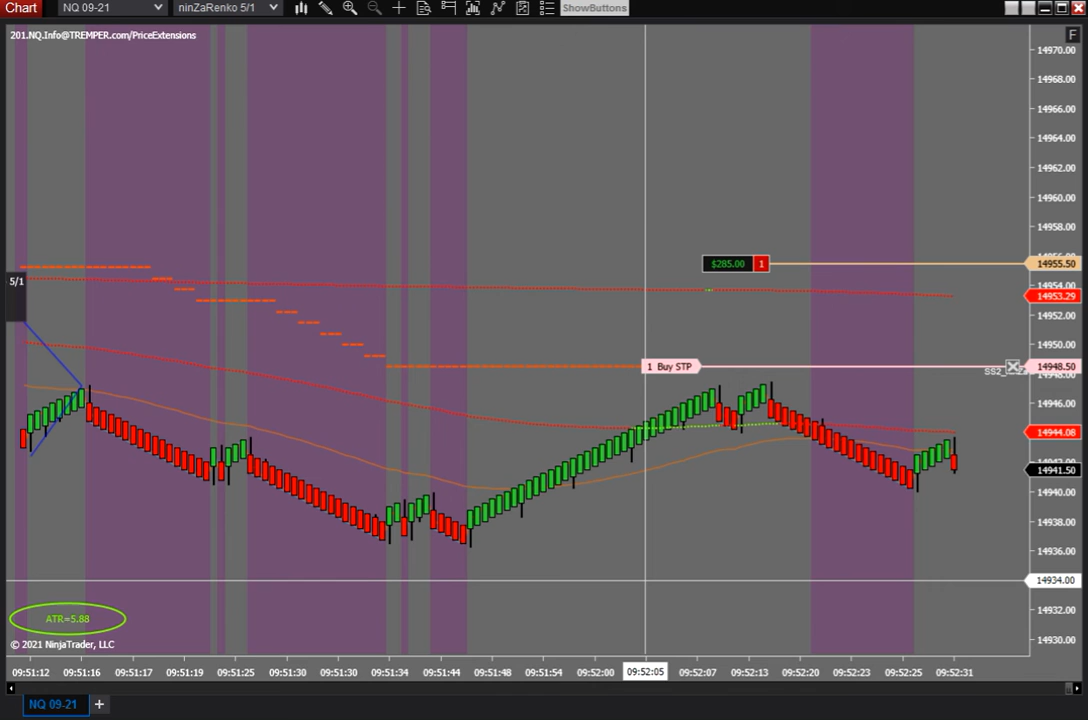 Chart NQ 09-21 ninZaRenko 5/1 ShowButtons
201.NQ.Info@TREMPER.com/PriceExtensions
F
14970.00
14968.00
14966.00
14964.00
14962.00
14960.00
14958.00
$285.00 1 14955.50
5/1
14954.00
14953.29
14952.00
14950.00
1 Buy STP 14948.50
14946.00
14944.08
14941.50
14940.00
14938.00
14936.00
14934.00
ATR=5.88
14932.00
© 2021 NinjaTrader, LLC
14930.00
09:51:12 09:51:16 09:51:17 09:51:19 09:51:25 09:51:30 09:51:30 09:51:34 09:51:44 09:51:48 09:51:54 09:52:00 09:52:05 09:52:07 09:52:13 09:52:23 09:52:25 09:52:31
NQ 09-21 +